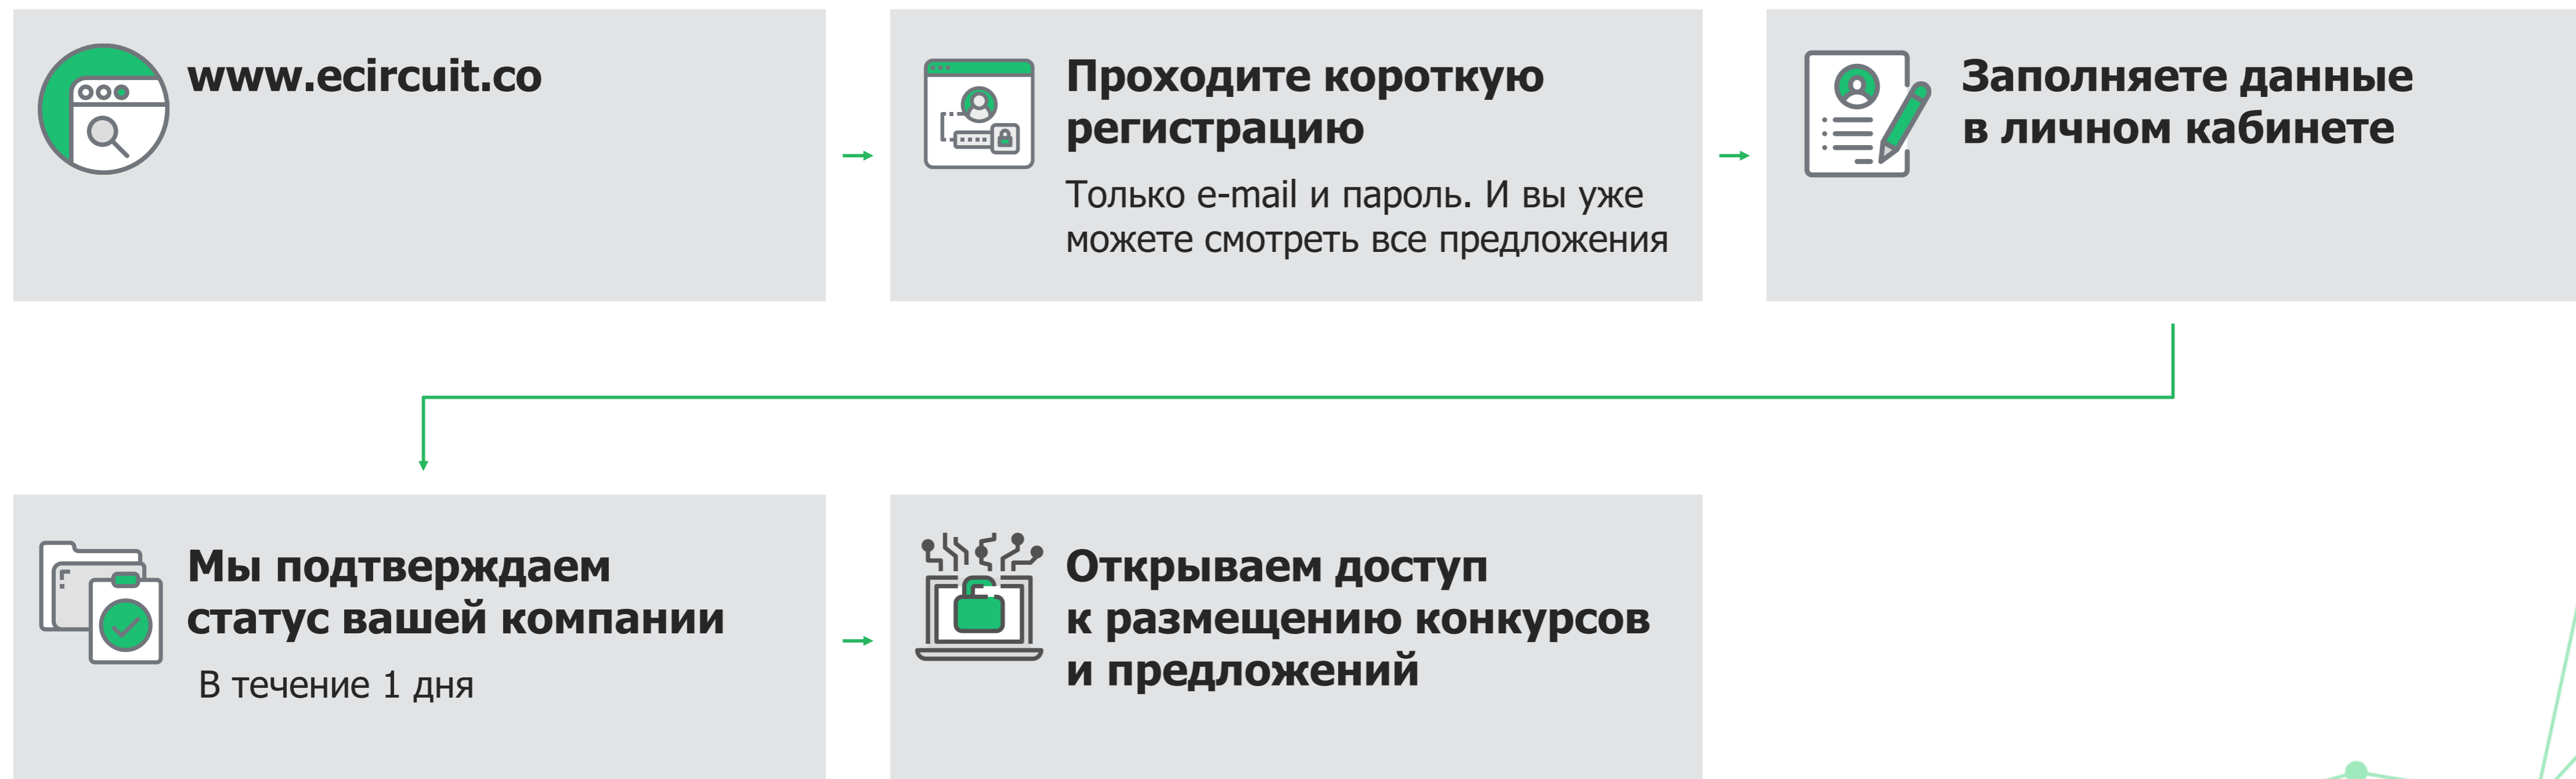 www.ecircuit.co
Проходите короткую
регистрацию
Только e-mail и пароль. И вы уже
можете смотреть все предложения
Заполняете данные
в личном кабинете
Мы подтверждаем
статус вашей компании
В течение 1 дня
Открываем доступ
к размещению конкурсов
и предложений